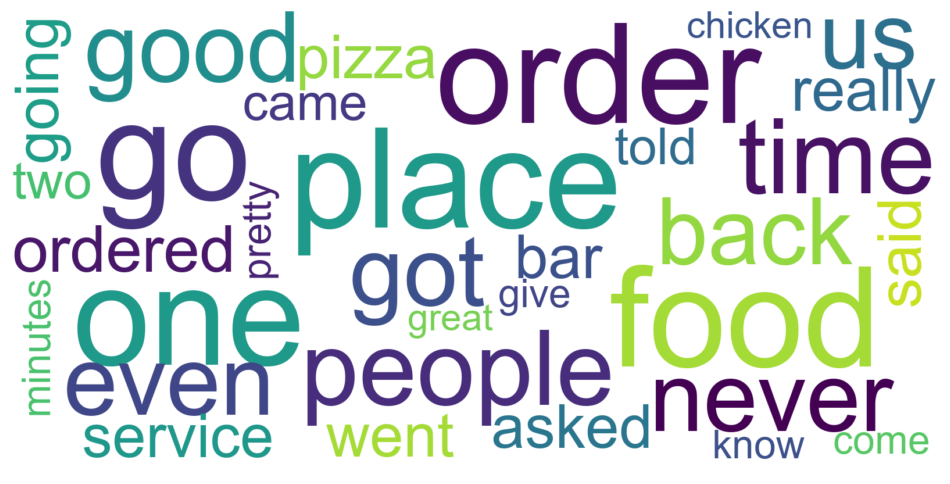 going
good
pizza
order
chicken
us
really
came
go
place
told
time
two
pretty
back
said
ordered
got
bar
give
great
food
minutes
one
people
even
never
service
went
asked
know
come